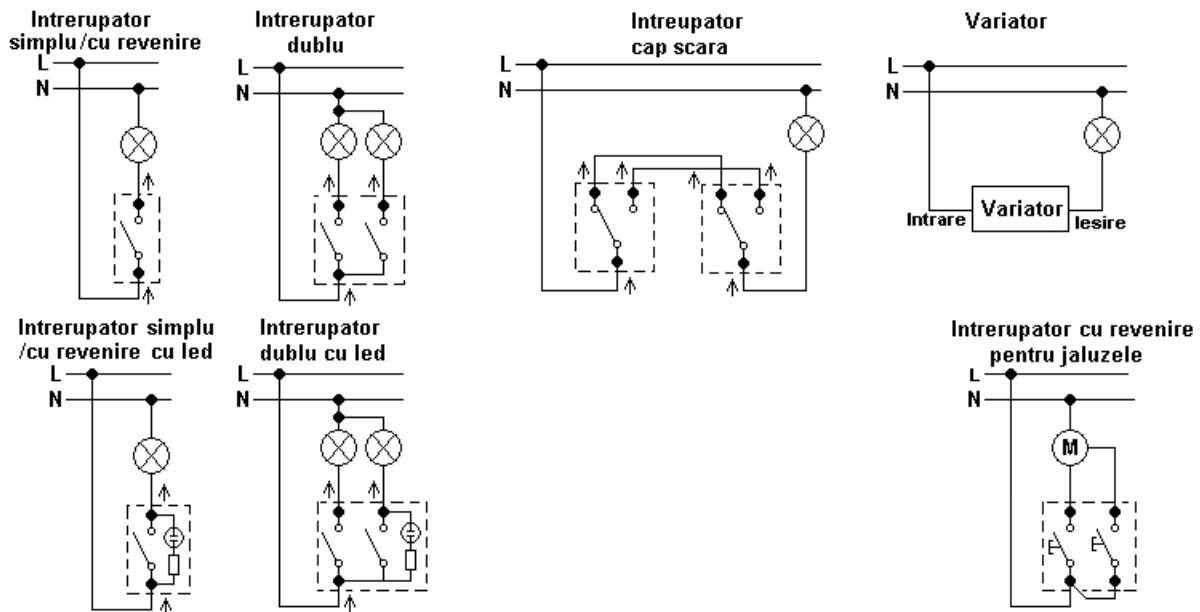 Intrerupator
simplu/cu revenire
L
N
Intrerupator
dublu
L
N
Intreupator
cap scara
L
N
Variator
L
N
Intrare
Variator
Iesire
Intrerupator simplu
/cu revenire cu led
L
N
Intrerupator
dublu cu led
L
N
Intrerupator cu revenire
pentru jaluzele
L
N
M